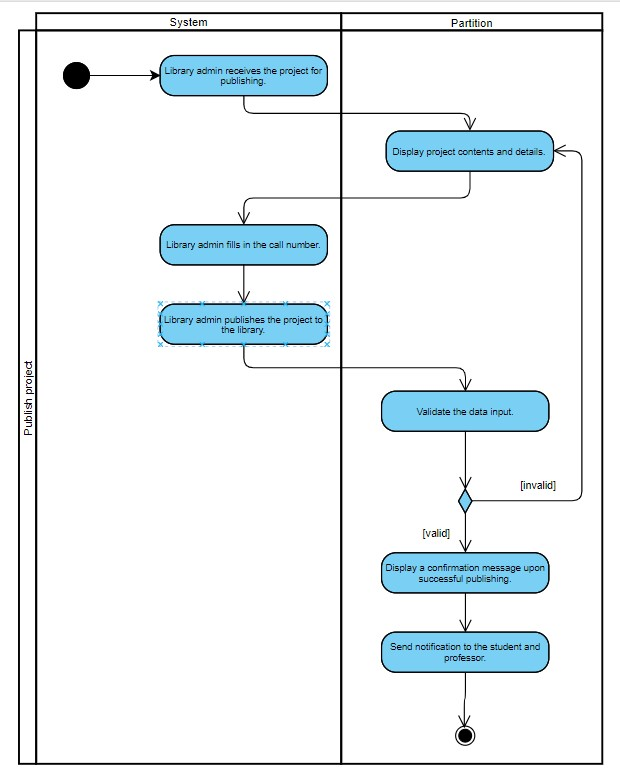 System
Partition
Library admin receives the project for
publishing.
Display project contents and details.
Library admin fills in the call number.
Library admin publishes the project to
the library.
Publish project
Validate the data input.
[invalid]
[valid]
Display a confirmation message upon
successful publishing.
Send notification to the student and
professor.